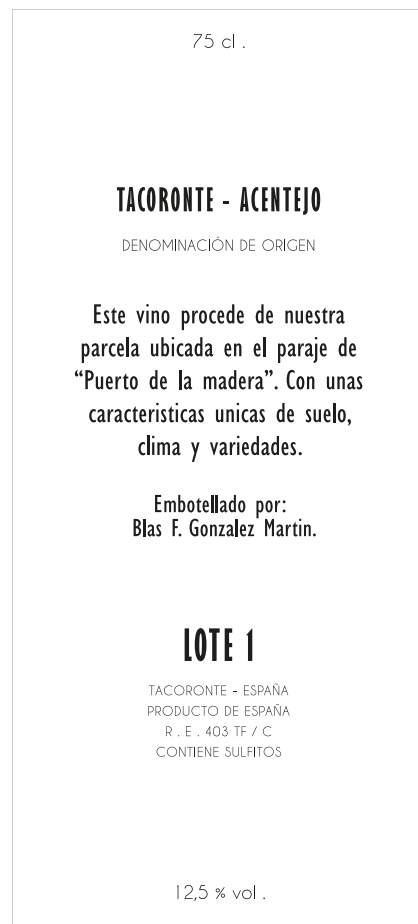 75 cl .
TACORONTE - ACENTEJO
DENOMINACIÓN DE ORIGEN
Este vino procede de nuestra
parcela ubicada en el paraje de
“Puerto de la madera”. Con unas
caracteristicas unicas de suelo,
clima y variedades.
Embotellado por:
Blas F. Gonzalez Martin.
LOTE 1
TACORONTE - ESPAÑA
PRODUCTO DE ESPAÑA
R . E . 403 TF / C
CONTIENE SULFITOS
12,5 % vol .